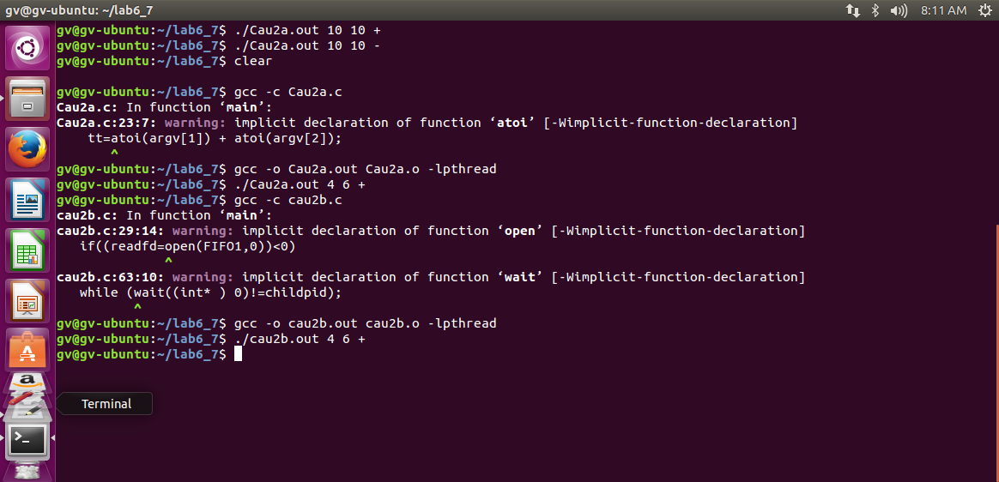 gv@gv-ubuntu: ~/lab6_7
8:11 AM
gv@gv-ubuntu:~/lab6_7$ ./Cau2a.out 10 10 +
gv@gv-ubuntu:~/lab6_7$ ./Cau2a.out 10 10 -
gv@gv-ubuntu:~/lab6_7$ clear
gv@gv-ubuntu:~/lab6_7$ gcc -c Cau2a.c
Cau2a.c: In function ‘main’:
Cau2a.c:23:7: warning: implicit declaration of function ‘atoi’ [-Wimplicit-function-declaration]
    tt=atoi(argv[1]) + atoi(argv[2]);
       ^
gv@gv-ubuntu:~/lab6_7$ gcc -o Cau2a.out Cau2a.o -lpthread
gv@gv-ubuntu:~/lab6_7$ ./Cau2a.out 4 6 +
gv@gv-ubuntu:~/lab6_7$ gcc -c cau2b.c
cau2b.c: In function ‘main’:
cau2b.c:29:14: warning: implicit declaration of function ‘open’ [-Wimplicit-function-declaration]
   if((readfd=open(FIFO1,0))<0)
              ^
cau2b.c:63:10: warning: implicit declaration of function ‘wait’ [-Wimplicit-function-declaration]
   while (wait((int* ) 0)!=childpid);
          ^
gv@gv-ubuntu:~/lab6_7$ gcc -o cau2b.out cau2b.o -lpthread
gv@gv-ubuntu:~/lab6_7$ ./cau2b.out 4 6 +
gv@gv-ubuntu:~/lab6_7$
Terminal